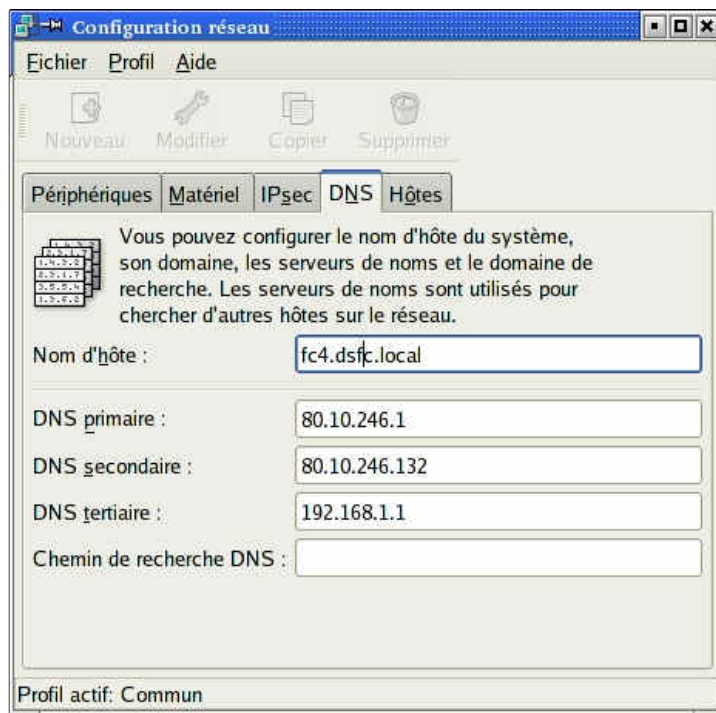 Configuration réseau
Fichier Profil Aide
Nouveau Modifier Copier Supprimer
Périphériques Matériel IPsec DNS Hôtes
Vous pouvez configurer le nom d'hôte du système,
son domaine, les serveurs de noms et le domaine de
recherche. Les serveurs de noms sont utilisés pour
chercher d'autres hôtes sur le réseau.
Nom d'hôte : fc4.dsfc.local
DNS primaire : 80.10.246.1
DNS secondaire : 80.10.246.132
DNS tertiaire : 192.168.1.1
Chemin de recherche DNS :
Profil actif: Commun